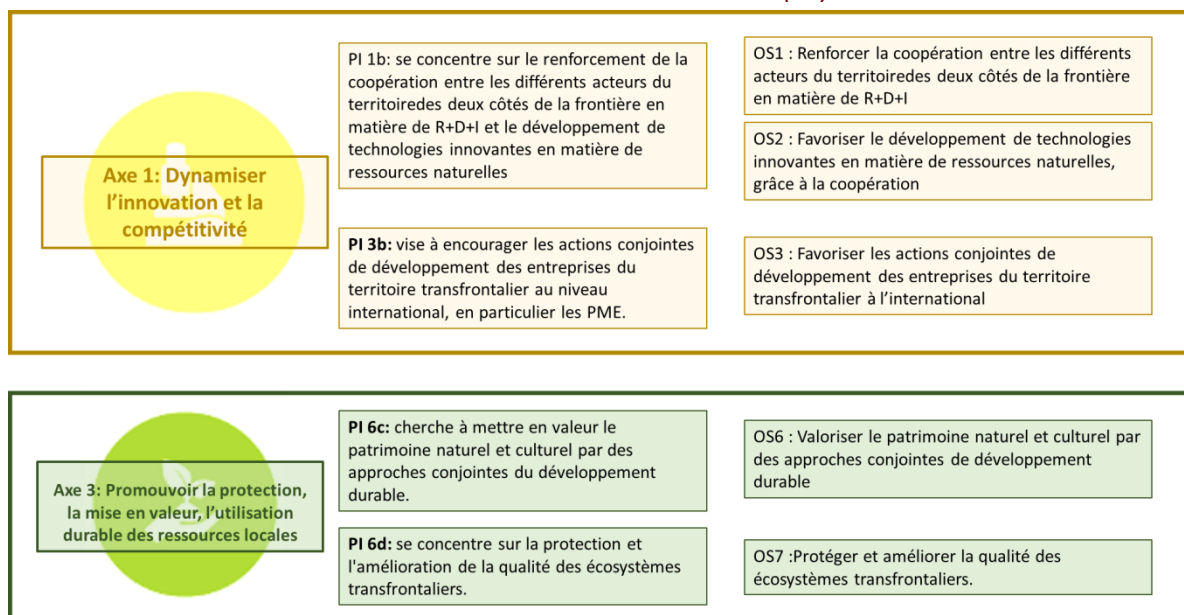 Axe 1: Dynamiser
l’innovation et la
compétitivité
PI 1b: se concentre sur le renforcement de la
coopération entre les différents acteurs du
territoiredes deux côtés de la frontière en
matière de R+D+I et le développement de
technologies innovantes en matière de
ressources naturelles
OS1 : Renforcer la coopération entre les différents
acteurs du territoiredes deux côtés de la frontière
en matière de R+D+I
OS2 : Favoriser le développement de technologies
innovantes en matière de ressources naturelles,
grâce à la coopération
PI 3b: vise à encourager les actions conjointes
de développement des entreprises du
territoire transfrontalier au niveau
international, en particulier les PME.
OS3 : Favoriser les actions conjointes de
développement des entreprises du territoire
transfrontalier à l’international
Axe 3: Promouvoir la protection,
la mise en valeur, l’utilisation
durable des ressources locales
PI 6c: cherche à mettre en valeur le
patrimoine naturel et culturel par des
approches conjointes du développement
durable.
OS6 : Valoriser le patrimoine naturel et culturel par
des approches conjointes de développement
durable
PI 6d: se concentre sur la protection et
l'amélioration de la qualité des écosystèmes
transfrontaliers.
OS7 :Protéger et améliorer la qualité des
écosystèmes transfrontaliers.